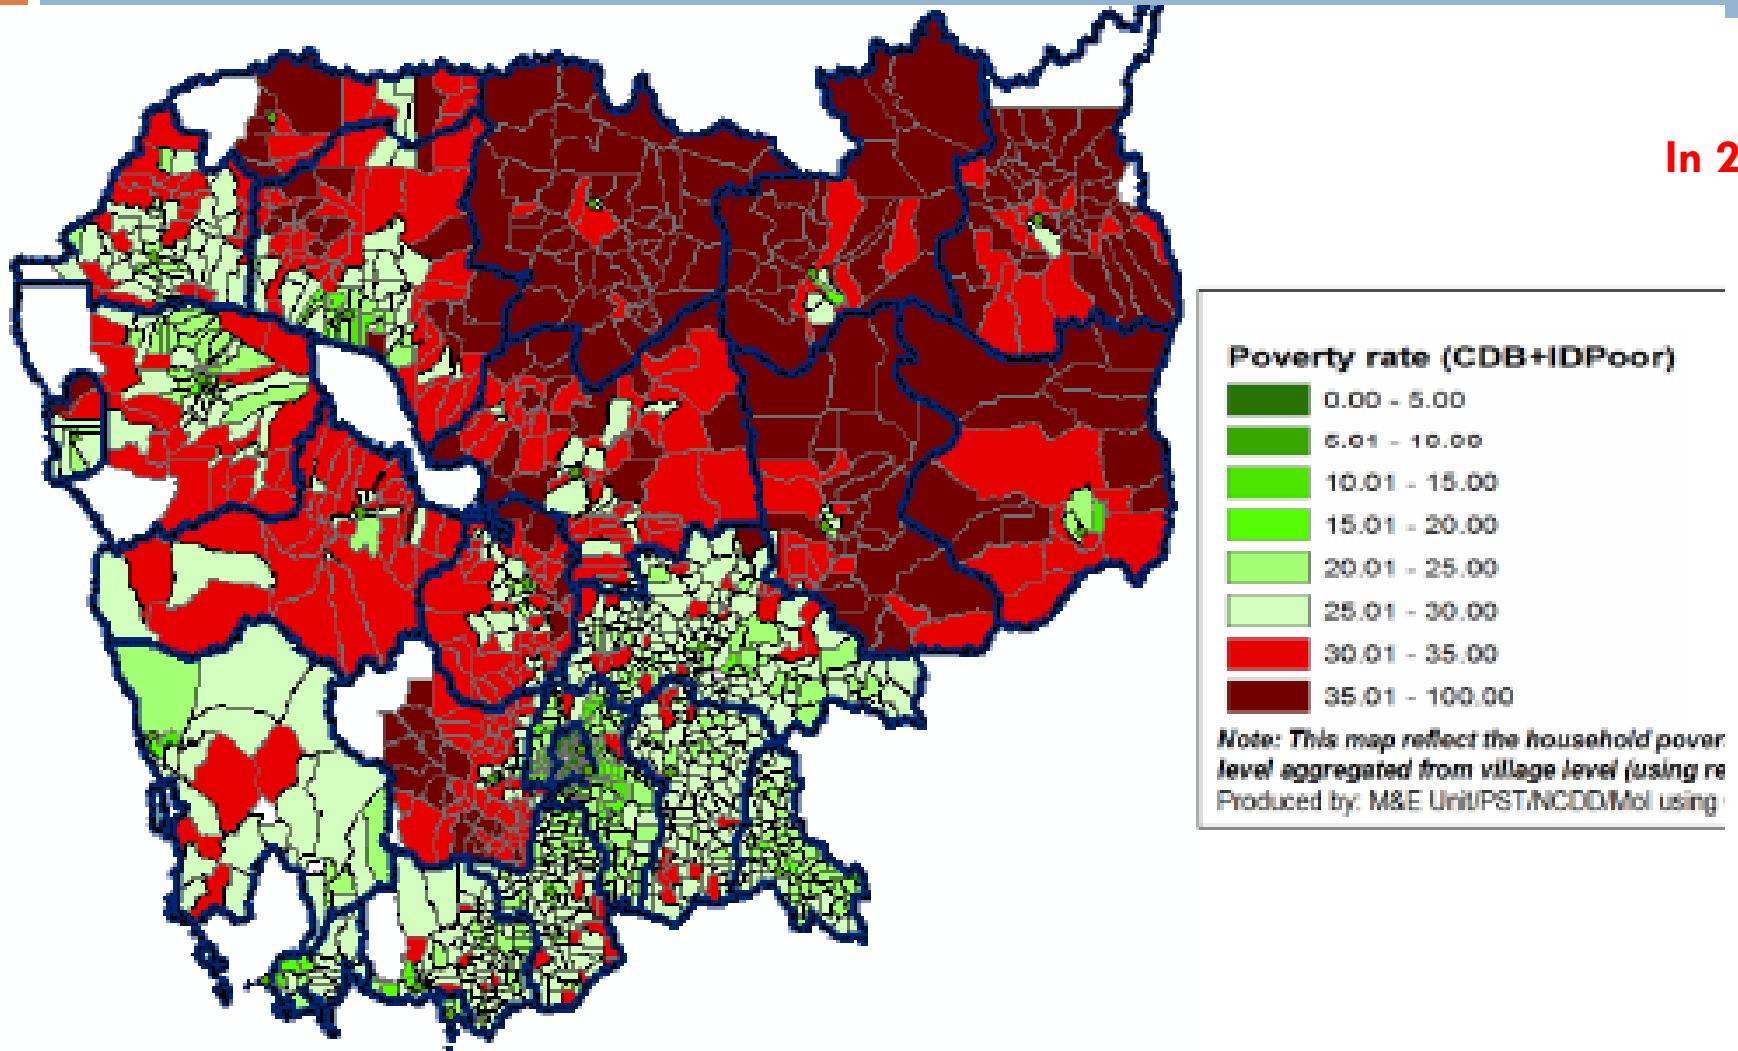 In 2
Poverty rate (CDB+IDPoor)
0.00 - 5.00
5.01 - 10.00
10.01 - 15.00
15.01 - 20.00
20.01 - 25.00
25.01 - 30.00
30.01 - 35.00
35.01 - 100.00
Note: This map reflect the household pover
level aggregated from village level (using re
Produced by: M&E Unit/PST/NCDD/MoI using